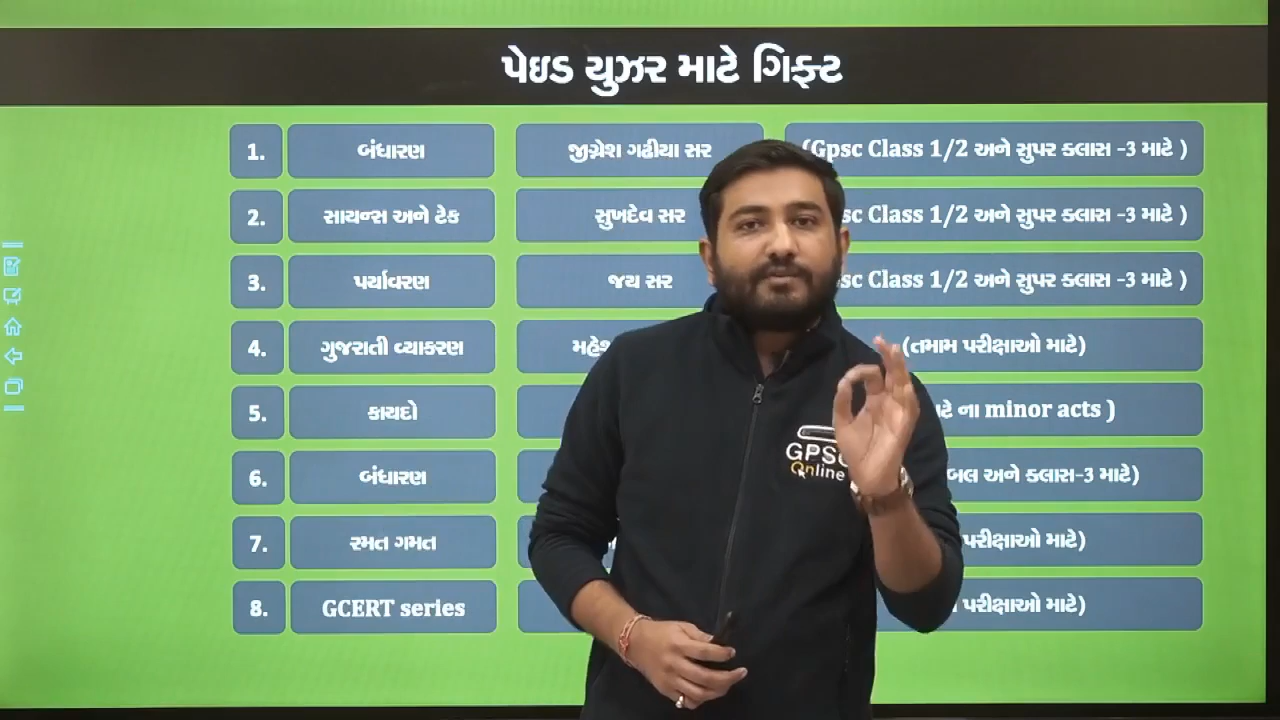 પેઇડ યુઝર માટે ગિફ્ટ
1. બંધારણ જીગ્નેશ ગઢીયા સર (Gpsc Class 1/2 અને સુપર ક્લાસ -3 માટે )
2. સાયન્સ અને ટેક સુખદેવ સર Class 1/2 અને સુપર ક્લાસ -3 માટે )
3. પર્યાવરણ જય સર Class 1/2 અને સુપર ક્લાસ -3 માટે )
4. ગુજરાતી વ્યાકરણ (તમામ પરીક્ષાઓ માટે)
5. કાયદો ના minor acts )
6. બંધારણ અને ક્લાસ-3 માટે)
7. રમત ગમત પરીક્ષાઓ માટે)
8. GCERT series પરીક્ષાઓ માટે)
GPSC
Online